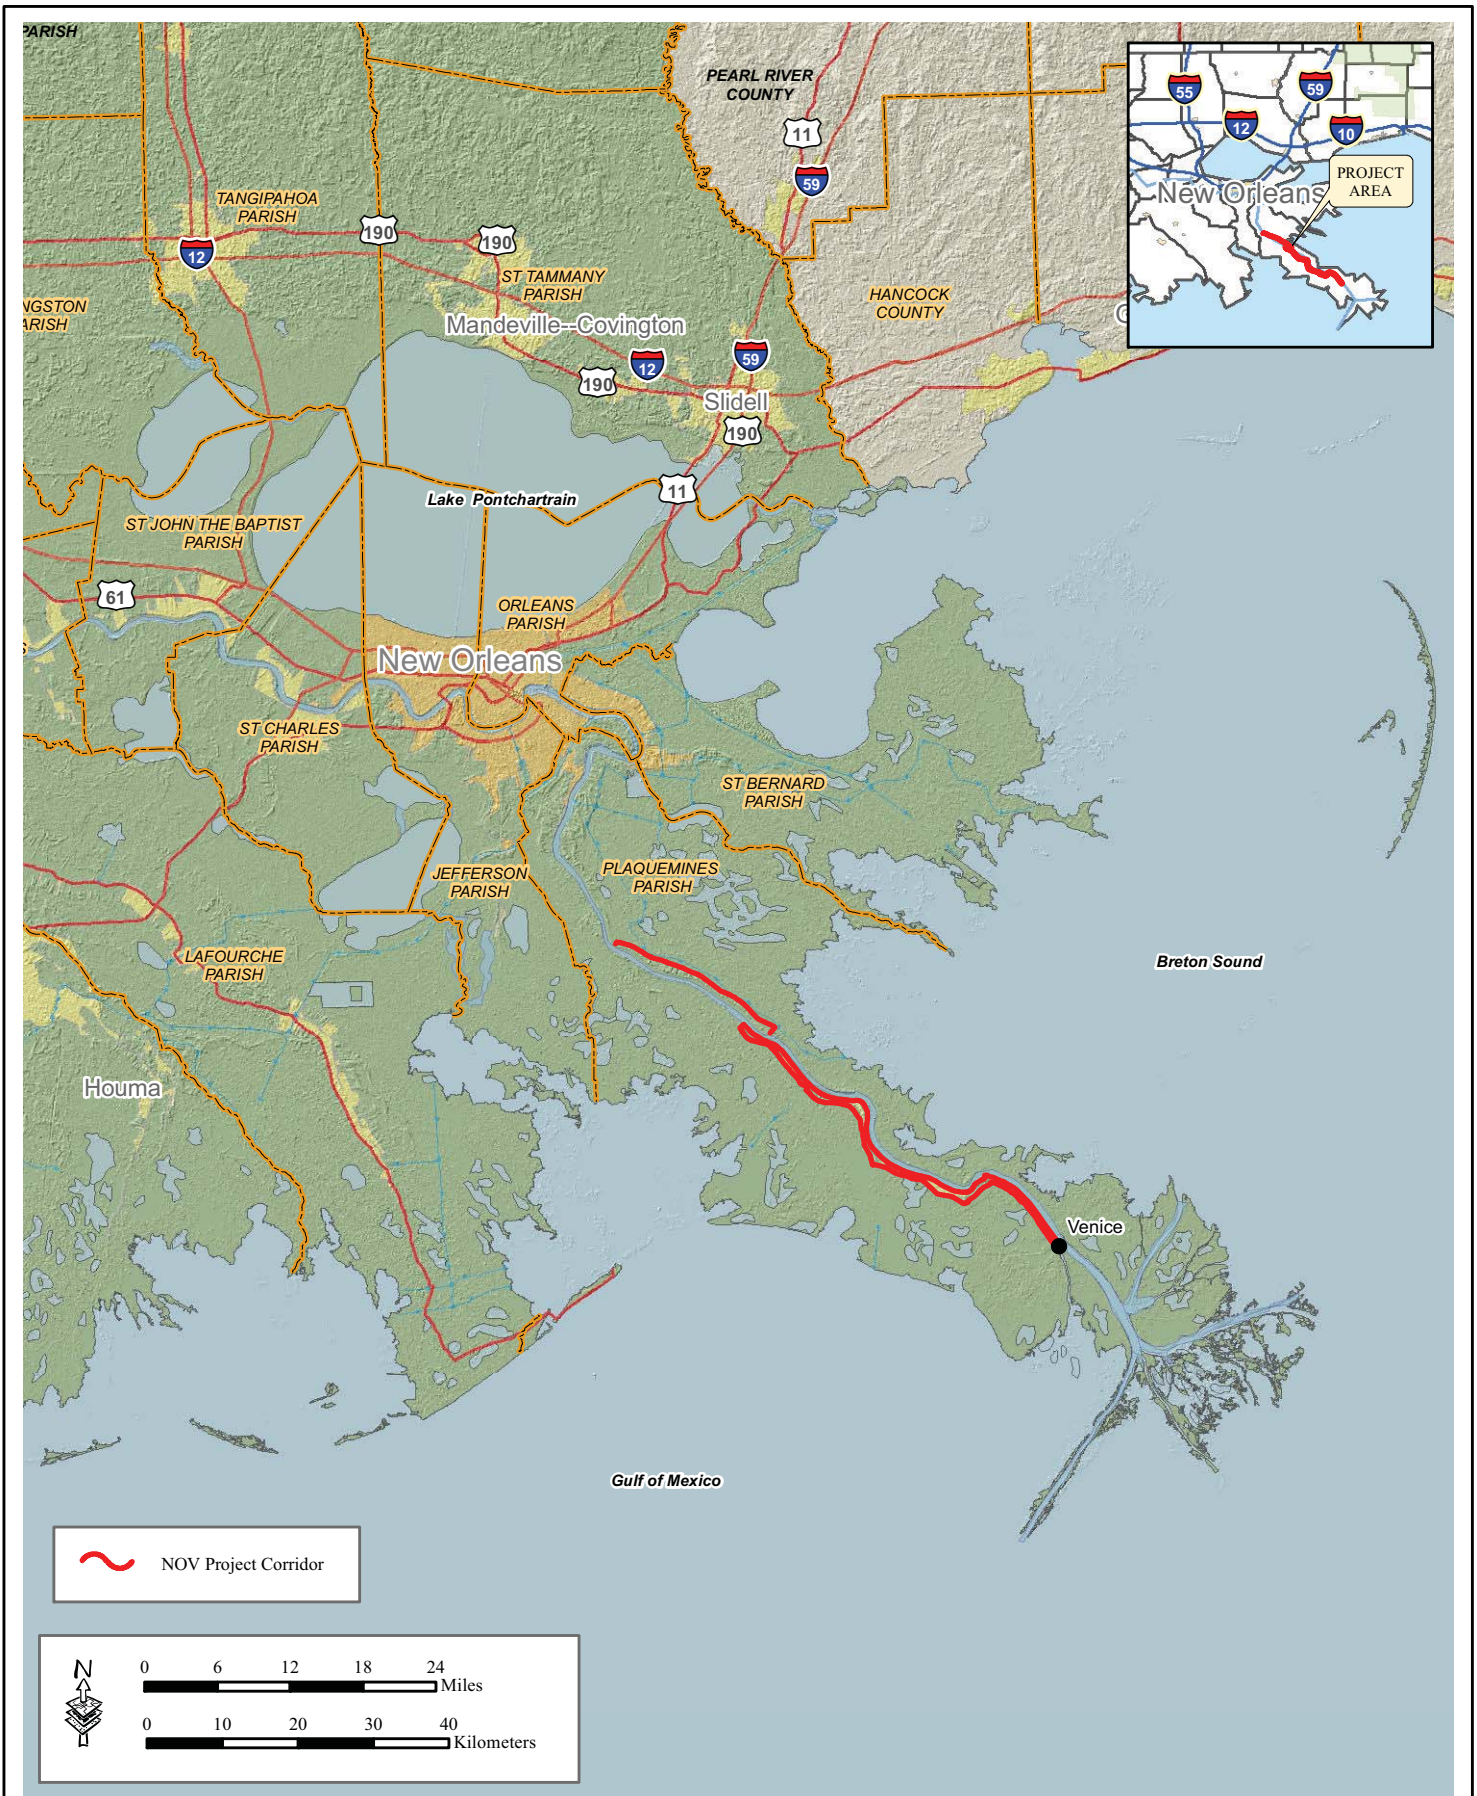 PARISH
PEARL RIVER
COUNTY
11
59
55
59
12
10
PROJECT
AREA
New Orleans
TANGIPAHOA
PARISH
190
190
12
ST TAMMANY
PARISH
NGSTON
ARISH
HANCOCK
COUNTY
Mandeville--Covington
12
59
190
Slidell
190
11
Lake Pontchartrain
ST JOHN THE BAPTIST
PARISH
61
ORLEANS
PARISH
New Orleans
ST CHARLES
PARISH
ST BERNARD
PARISH
JEFFERSON
PARISH
PLAQUEMINES
PARISH
LAFOURCHE
PARISH
Breton Sound
Houma
Venice
Gulf of Mexico
NOV Project Corridor
N
0 6 12 18 24
Miles
0 10 20 30 40
Kilometers